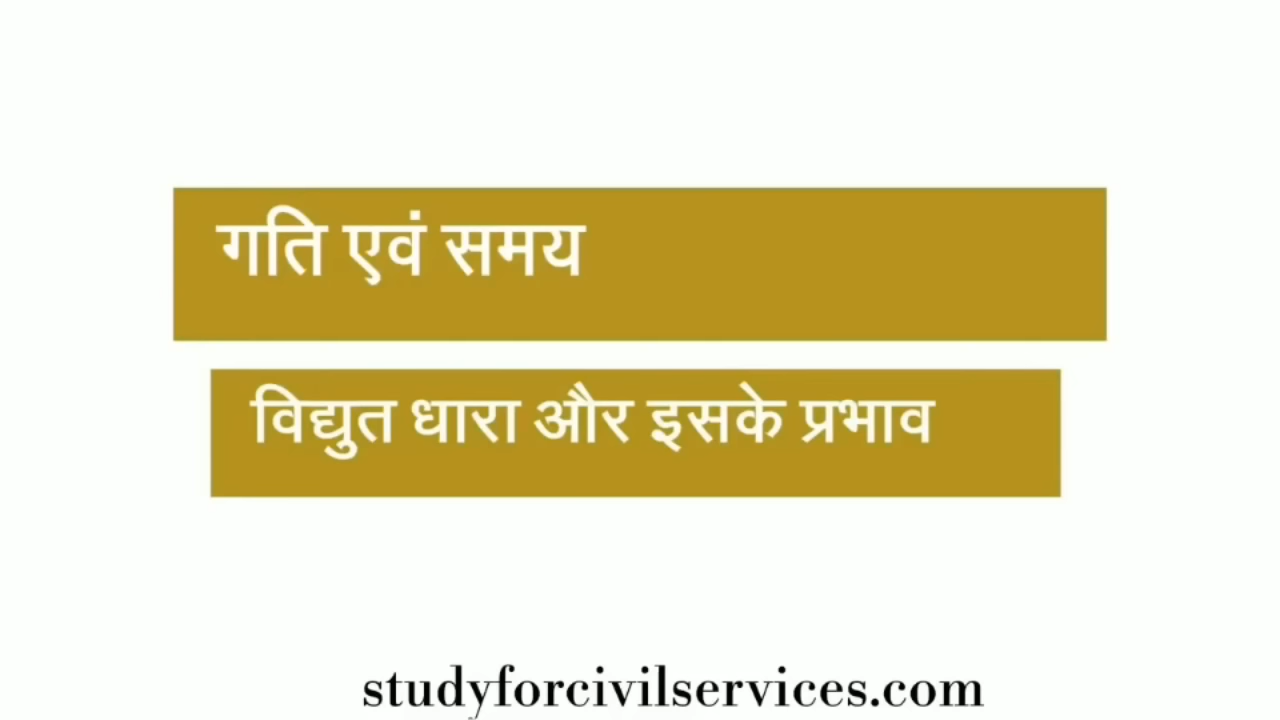 गति एवं समय
विद्युत धारा और इसके प्रभाव
studyforcivilservices.com